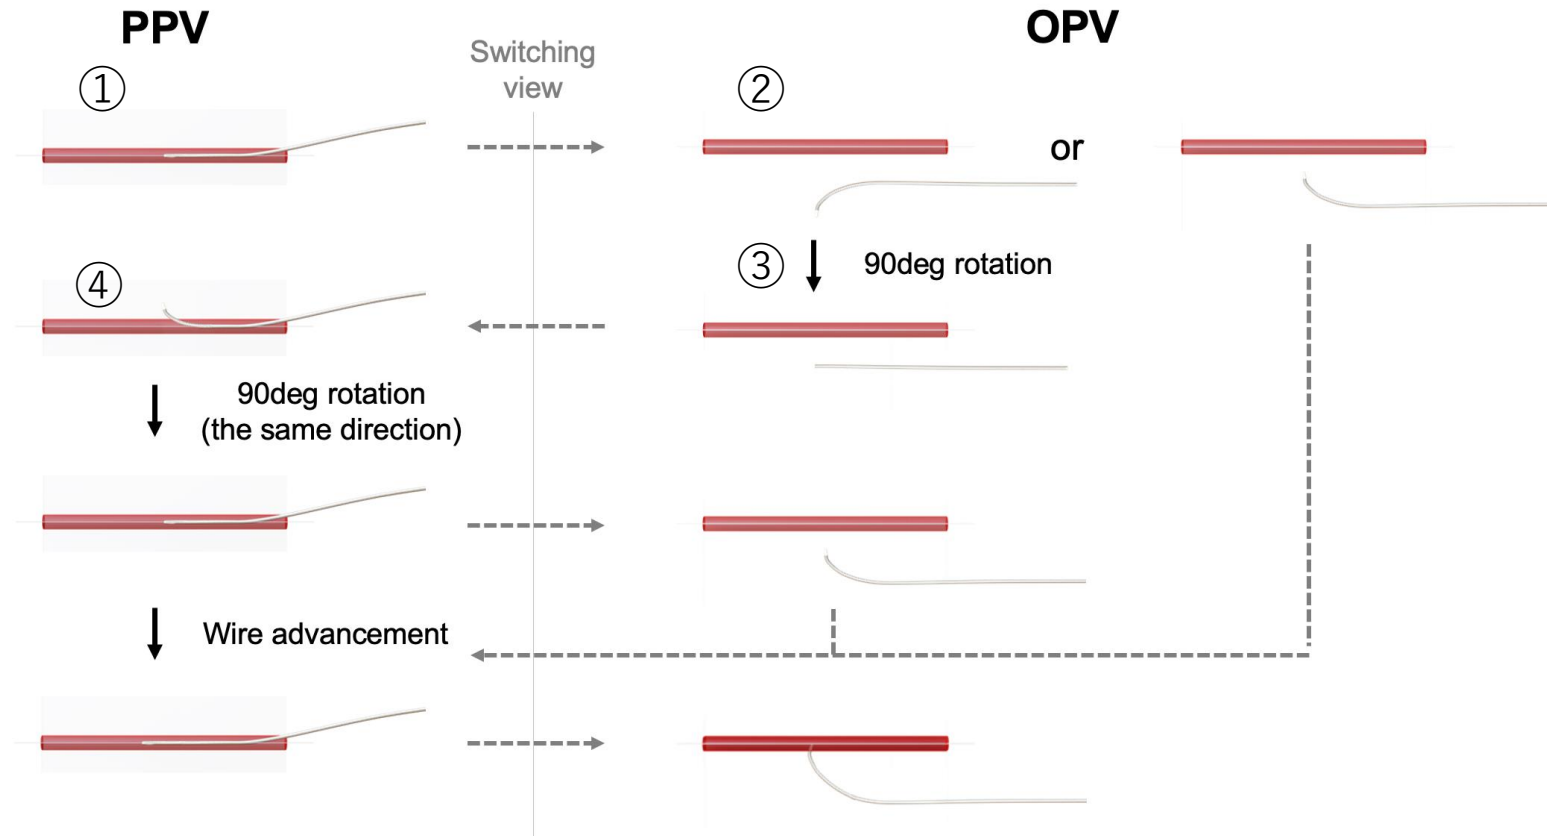 PPV
OPV
Switching
view
①
②
or
③
90deg rotation
④
90deg rotation
(the same direction)
Wire advancement